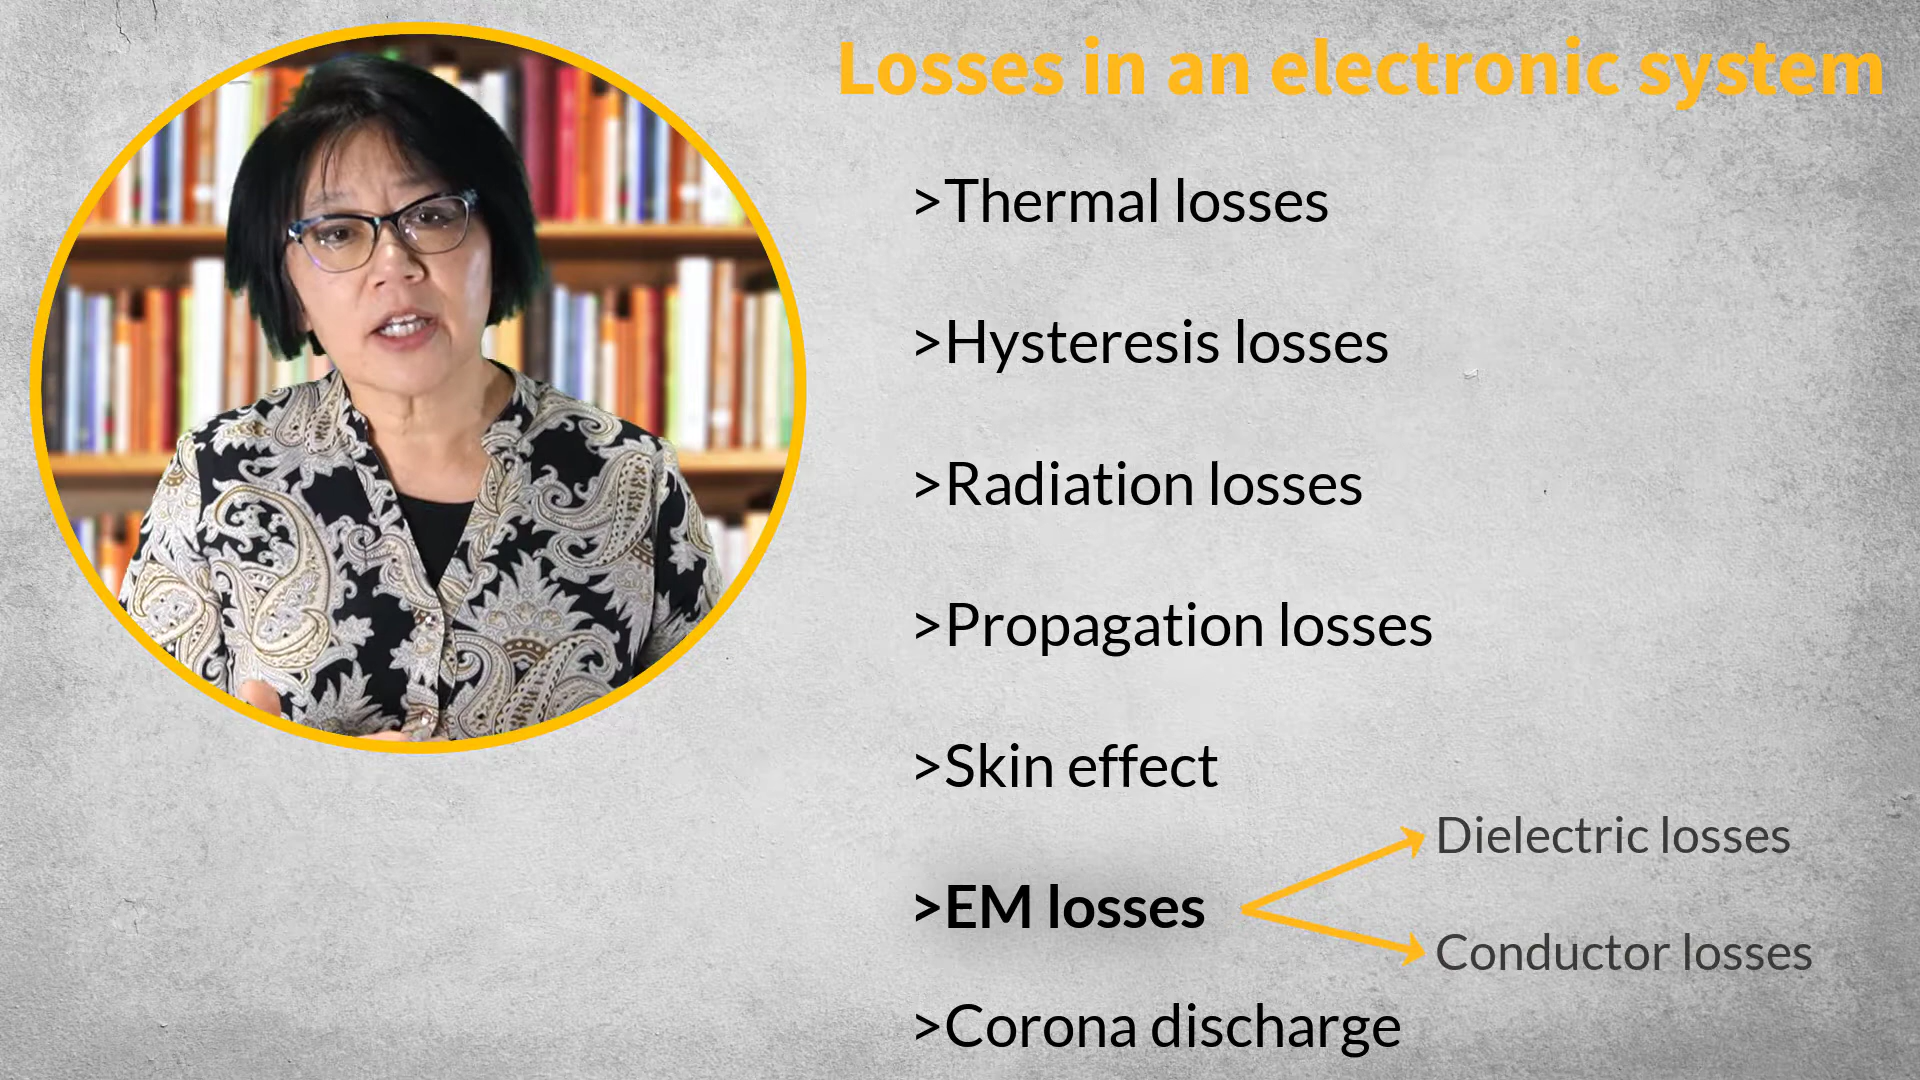 Losses in an electronic system
>Thermal losses
>Hysteresis losses
>Radiation losses
>Propagation losses
>Skin effect
>EM losses
Dielectric losses
Conductor losses
>Corona discharge